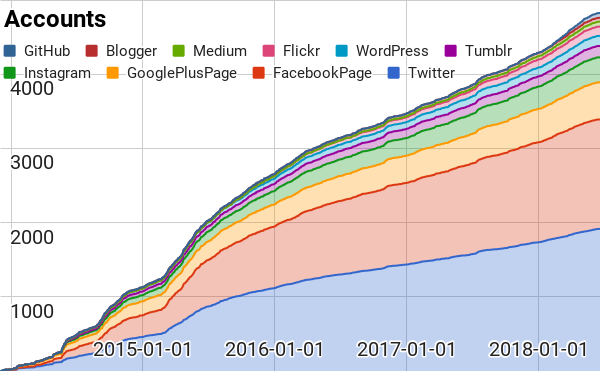 Accounts
GitHub Blogger Medium Flickr WordPress Tumblr
Instagram GooglePlusPage FacebookPage Twitter
4000
3000
2000
1000
2015-01-01 2016-01-01 2017-01-01 2018-01-01